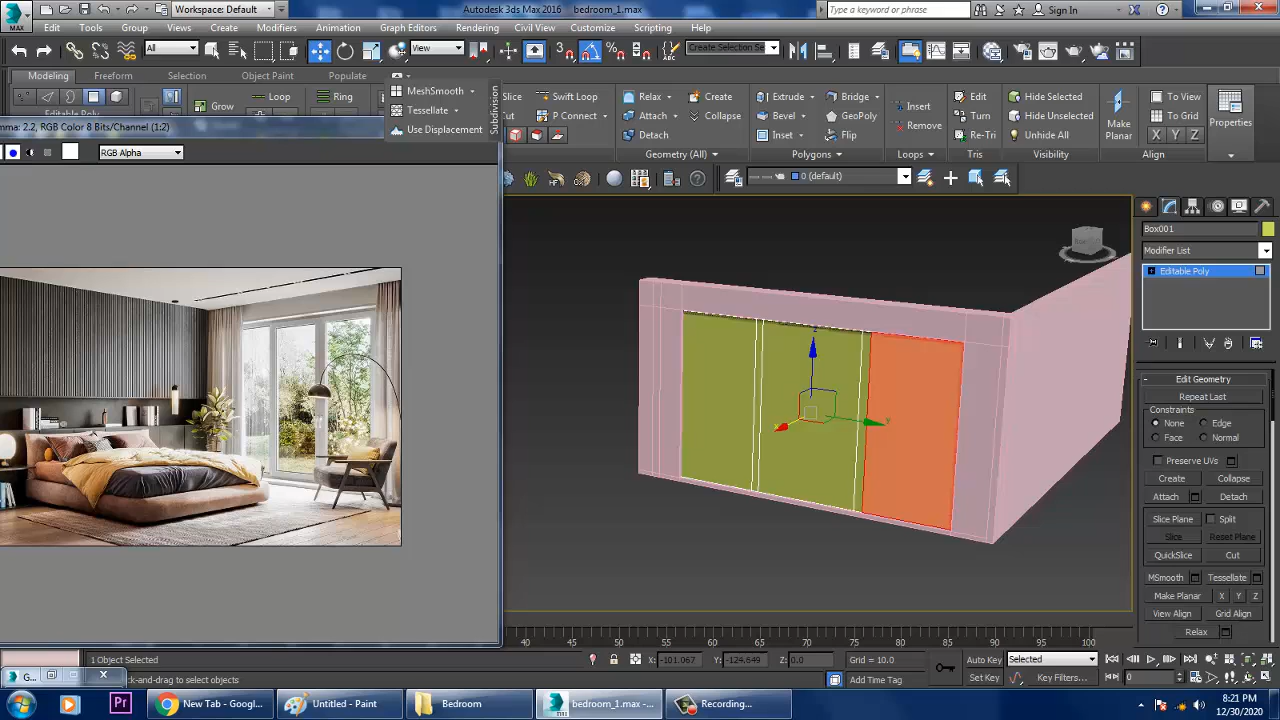 MAX
Workspace: Default
Autodesk 3ds Max 2016
bedroom_1.max
Type a keyword or phrase
Sign In
Edit
Tools
Group
Views
Create
Modifiers
Animation
Graph Editors
Rendering
Civil View
Customize
Scripting
Help
All
View
3
Create Selection Se
Modeling
Freeform
Selection
Object Paint
Populate
MeshSmooth
Tessellate
Use Displacement
Subdivision
Grow
Loop
Ring
Editable Poly
Slice
Swift Loop
P Connect
Relax
Create
Attach
Collapse
Detach
Geometry (All)
Extrude
Bridge
Bevel
GeoPoly
Inset
Flip
Polygons
Insert
Remove
Loops
Edit
Turn
Re-Tri
Tris
Hide Selected
Hide Unselected
Unhide All
Visibility
Make
Planar
To View
To Grid
X Y Z
Align
Properties
mma: 2.2, RGB Color 8 Bits/Channel (1:2)
RGB Alpha
0 (default)
Box001
Modifier List
Editable Poly
z
x
y
Edit Geometry
Repeat Last
Constraints
None
Edge
Face
Normal
Preserve UVs
Create
Collapse
Attach
Detach
Slice Plane
Split
Slice
Reset Plane
QuickSlice
Cut
MSmooth
Tessellate
Make Planar
X
Y
Z
View Align
Grid Align
Relax
40 45 50 55 60 65 70 75 80 85 90 95 100
1 Object Selected
X: -101.067
Y: -124.649
Z: 0.0
Grid = 10.0
Auto Key
Selected
G...
ck-and-drag to select objects
Add Time Tag
Set Key
Key Filters...
0
New Tab - Googl...
Untitled - Paint
Bedroom
bedroom_1.max -...
Recording...
8:21 PM
12/30/2020